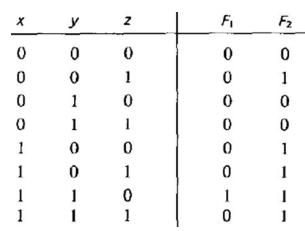 x y z F₁ F₂
0 0 0 0 0
0 0 1 0 1
0 1 0 0 0
0 1 1 0 0
1 0 0 0 1
1 0 1 0 1
1 1 0 1 1
1 1 1 0 1